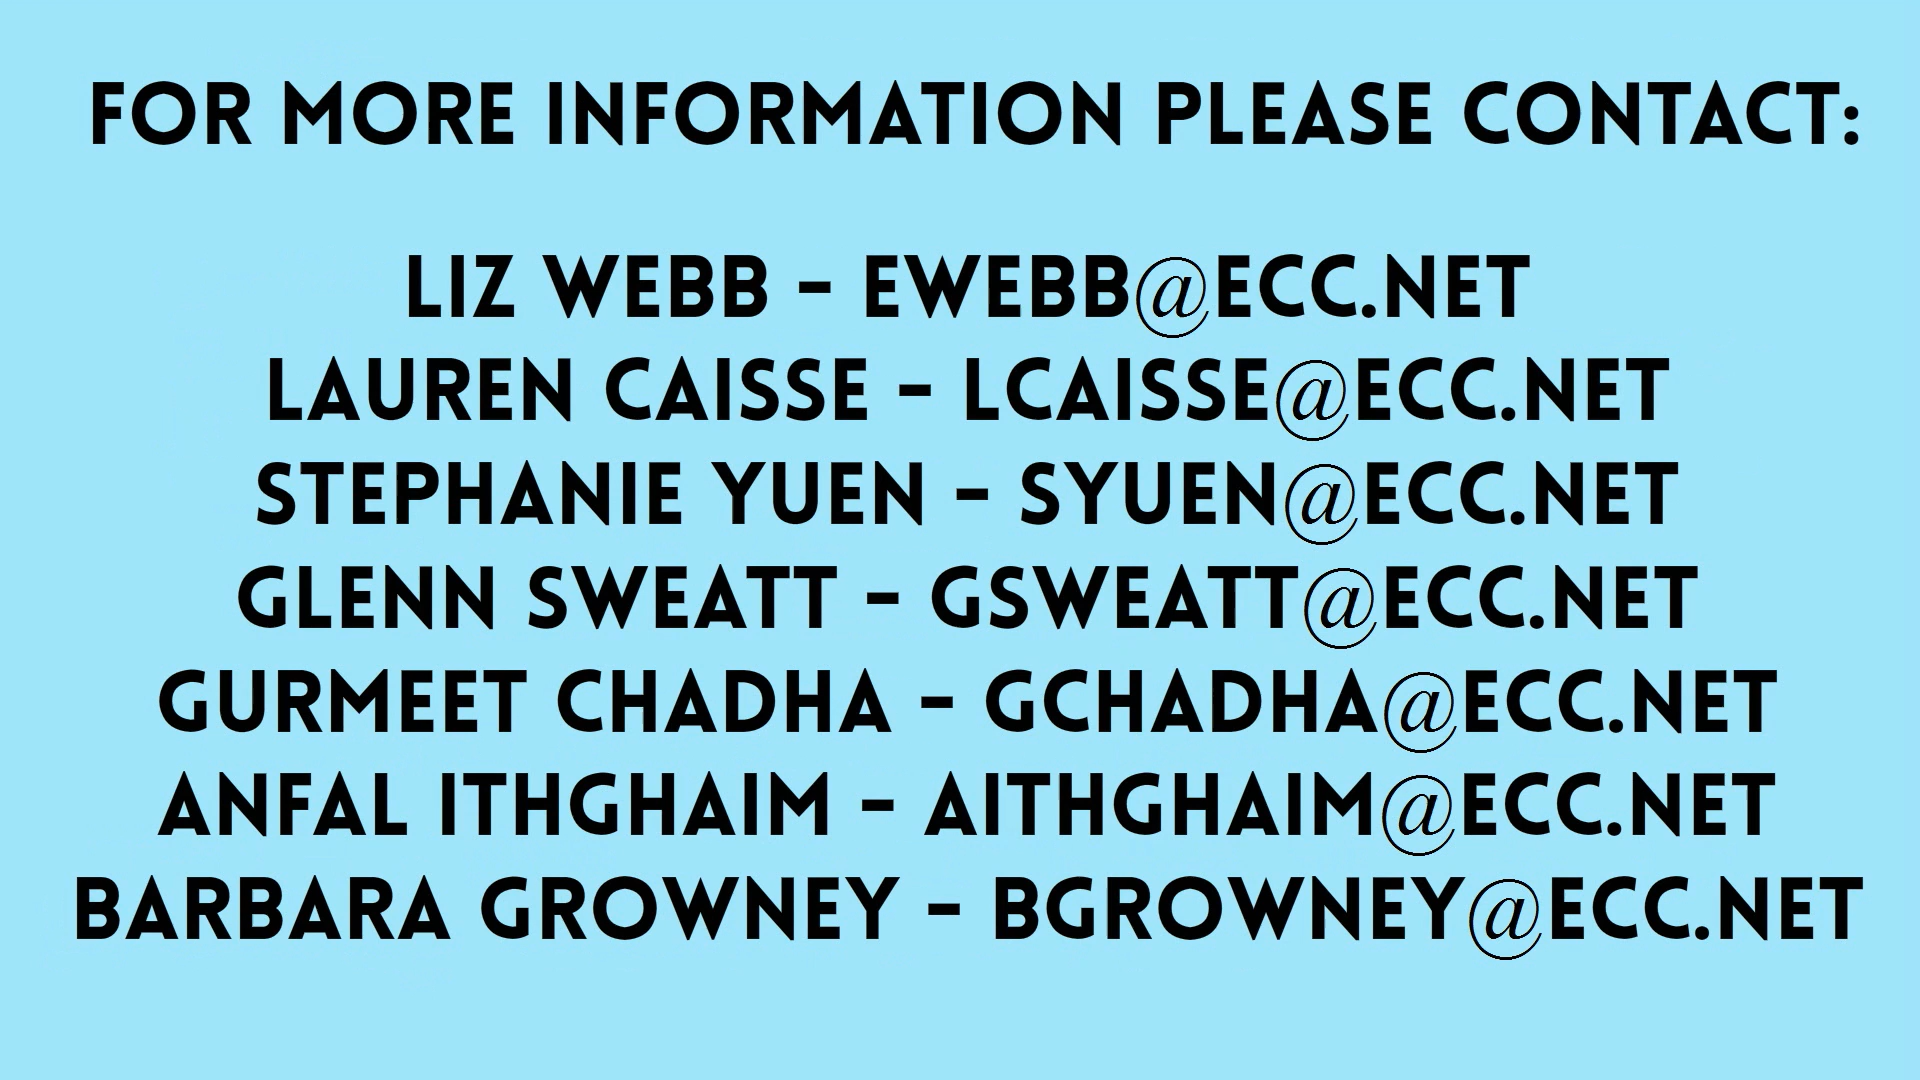 FOR MORE INFORMATION PLEASE CONTACT:
LIZ WEBB - EWEBB@ECC.NET
LAUREN CAISSE - LCAISSE@ECC.NET
STEPHANIE YUEN - SYUEN@ECC.NET
GLENN SWEATT - GSWEATT@ECC.NET
GURMEET CHADHA - GCHADHA@ECC.NET
ANFAL ITHGHAIM - AITHGHAIM@ECC.NET
BARBARA GROWNEY - BGROWNEY@ECC.NET